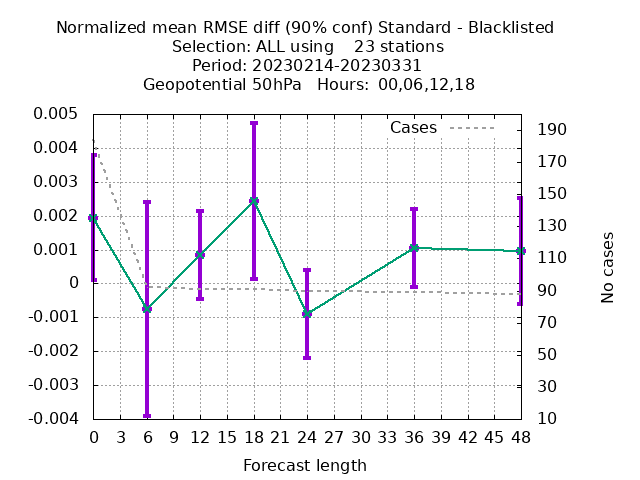 Normalized mean RMSE diff (90% conf) Standard - Blacklisted
Selection: ALL using    23 stations
Period: 20230214-20230331
Geopotential 50hPa   Hours:  00,06,12,18
Cases
0.005
0.004
0.003
0.002
0.001
0
-0.001
-0.002
-0.003
-0.004
190
170
150
130
110
90
70
50
30
10
No cases
0 3 6 9 12 15 18 21 24 27 30 33 36 39 42 45 48
Forecast length